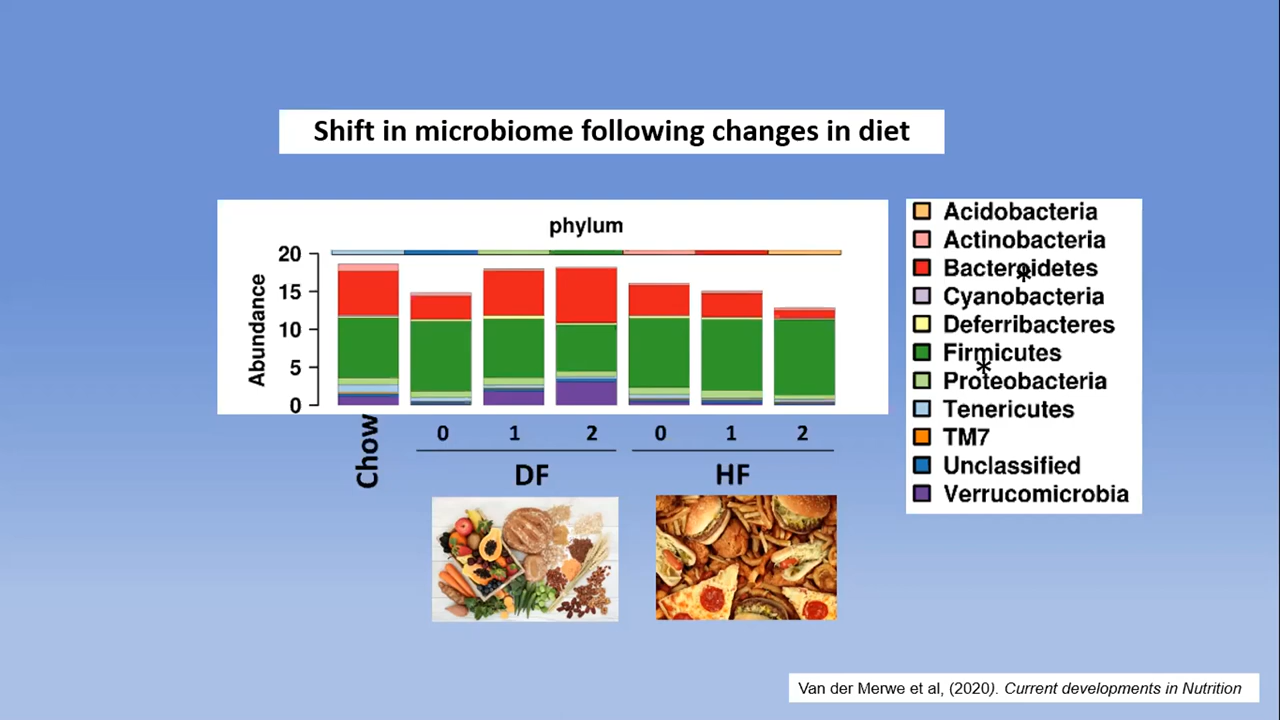 Shift in microbiome following changes in diet
phylum
Abundance
20
15
10
5
0
Chow
0 1 2 0 1 2
DF HF
Acidobacteria
Actinobacteria
Bacteroidetes
*
Cyanobacteria
Deferribacteres
Firmicutes
*
Proteobacteria
Tenericutes
TM7
Unclassified
Verrucomicrobia
Van der Merwe et al, (2020). Current developments in Nutrition